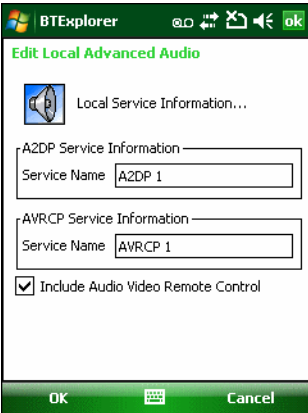 BTExplorer ok
Edit Local Advanced Audio
Local Service Information...
A2DP Service Information
Service Name A2DP 1
AVRCP Service Information
Service Name AVRCP 1
Include Audio Video Remote Control
OK Cancel